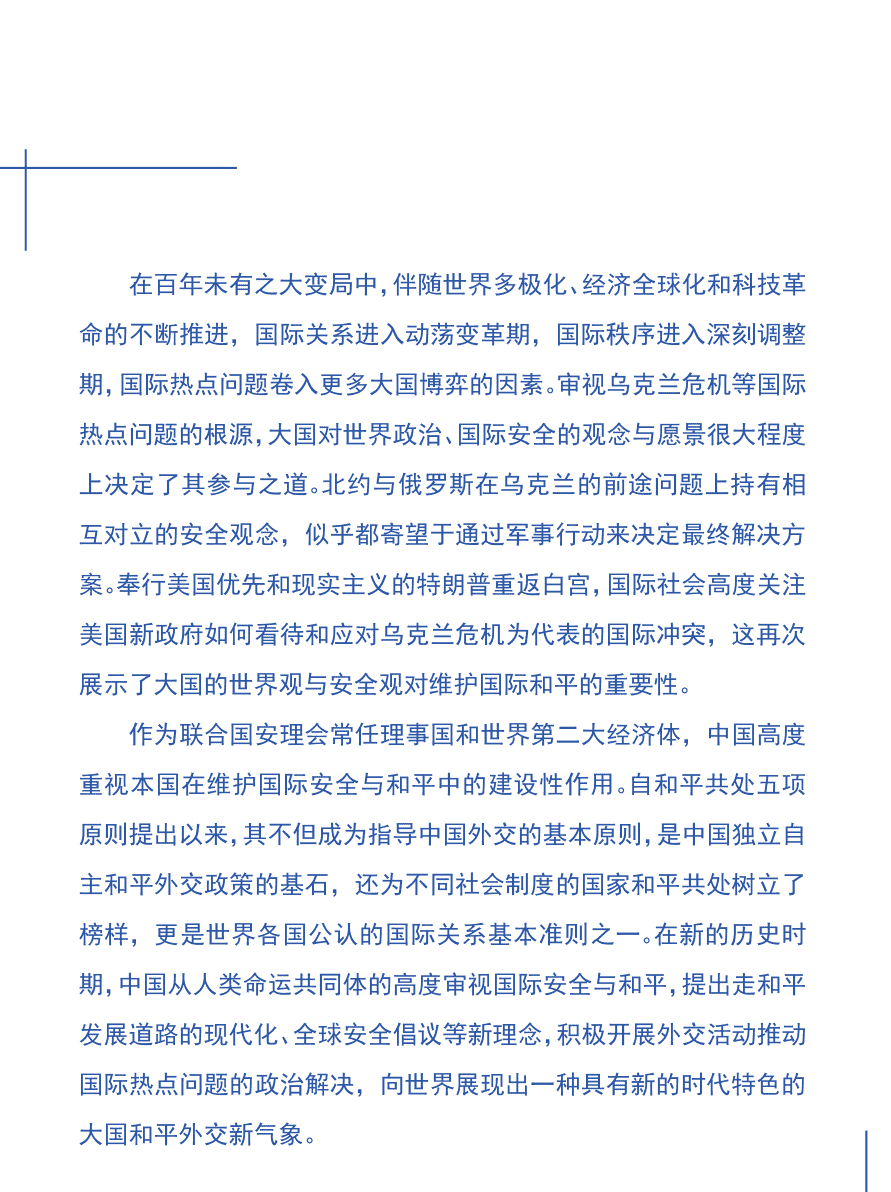 在百年未有之大变局中，伴随世界多极化、经济全球化和科技革
命的不断推进，国际关系进入动荡变革期，国际秩序进入深刻调整
期，国际热点问题卷入更多大国博弈的因素。审视乌克兰危机等国际
热点问题的根源，大国对世界政治、国际安全的观念与愿景很大程度
上决定了其参与之道。北约与俄罗斯在乌克兰的前途问题上持有相
互对立的安全观念，似乎都寄望于通过军事行动来决定最终解决方
案。奉行美国优先和现实主义的特朗普重返白宫，国际社会高度关注
美国新政府如何看待和应对乌克兰危机为代表的国际冲突，这再次
展示了大国的世界观与安全观对维护国际和平的重要性。
作为联合国安理会常任理事国和世界第二大经济体，中国高度
重视本国在维护国际安全与和平中的建设性作用。自和平共处五项
原则提出以来，其不但成为指导中国外交的基本原则，是中国独立自
主和平外交政策的基石，还为不同社会制度的国家和平共处树立了
榜样，更是世界各国公认的国际关系基本准则之一。在新的历史时
期，中国从人类命运共同体的高度审视国际安全与和平，提出走和平
发展道路的现代化、全球安全倡议等新理念，积极开展外交活动推动
国际热点问题的政治解决，向世界展现出一种具有新的时代特色的
大国和平外交新气象。